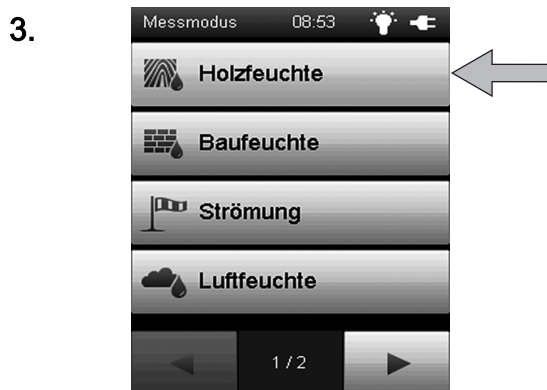 3.
Messmodus 08:53
Holzfeuchte
Baufeuchte
Strömung
Luftfeuchte
1/2